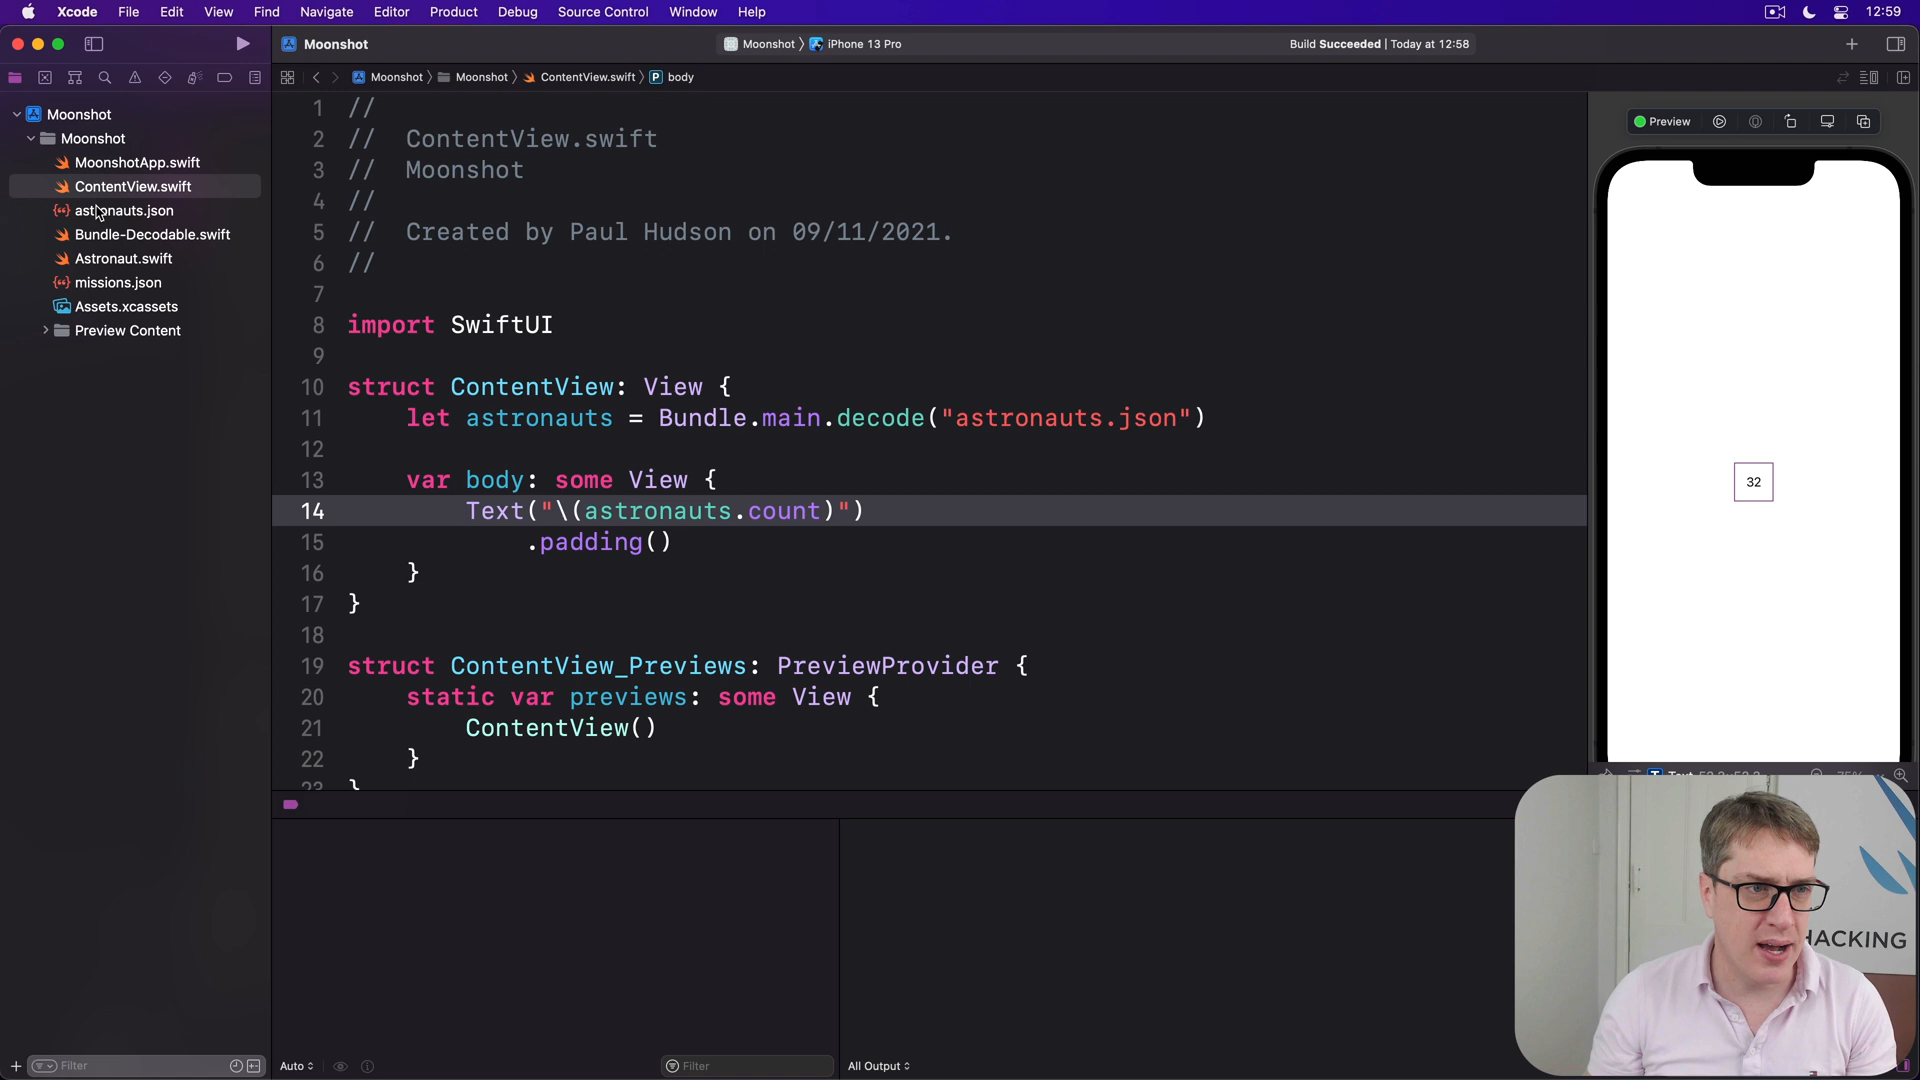 Xcode File Edit View Find Navigate Editor Product Debug Source Control Window Help 12:59
Moonshot Moonshot iPhone 13 Pro Build Succeeded | Today at 12:58
Moonshot Moonshot ContentView.swift P body
Moonshot
Moonshot
MoonshotApp.swift
ContentView.swift
astronauts.json
Bundle-Decodable.swift
Astronaut.swift
missions.json
Assets.xcassets
Preview Content
1 //
2 // ContentView.swift
3 // Moonshot
4 //
5 // Created by Paul Hudson on 09/11/2021.
6 //
7
8 import SwiftUI
9
10 struct ContentView: View {
11 let astronauts = Bundle.main.decode("astronauts.json")
12
13 var body: some View {
14 Text("\(astronauts.count)")
15 .padding()
16 }
17 }
18
19 struct ContentView_Previews: PreviewProvider {
20 static var previews: some View {
21 ContentView()
22 }
23 }
Preview
32
HACKING
Filter
Auto
Filter
All Output